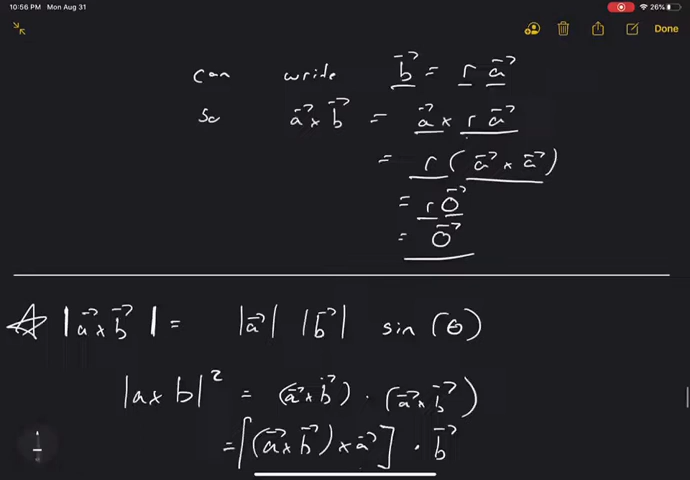 10:56 PM Mon Aug 31 26%
Done
can write b⃗ = r a⃗
So a⃗ × b⃗ = a⃗ × r a⃗
= r ( a⃗ × a⃗ )
= r 0⃗
= 0⃗
☆ |a⃗ × b⃗ | = |a⃗| |b⃗| sin (θ)
|a × b|² = (a⃗ × b⃗) · (a⃗ × b⃗)
= [(a⃗ × b⃗) × a⃗] · b⃗